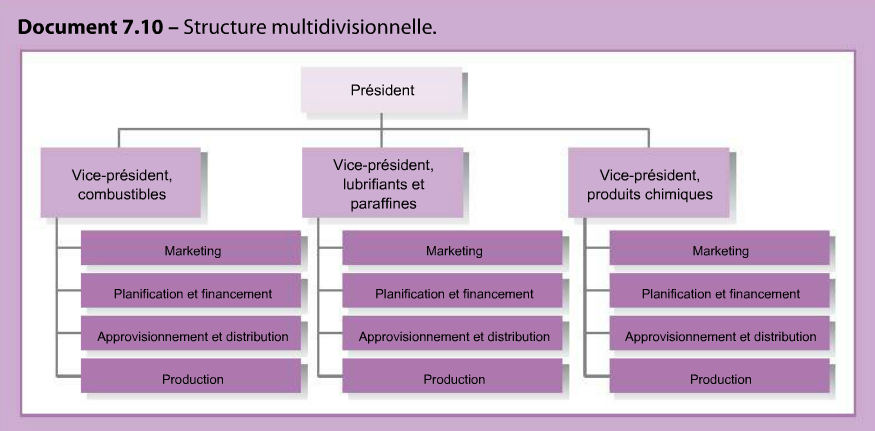 Document 7.10 – Structure multidivisionnelle.
Président
Vice-président,
combustibles
Marketing
Planification et financement
Approvisionnement et distribution
Production
Vice-président,
lubrifiants et
paraffines
Marketing
Planification et financement
Approvisionnement et distribution
Production
Vice-président,
produits chimiques
Marketing
Planification et financement
Approvisionnement et distribution
Production